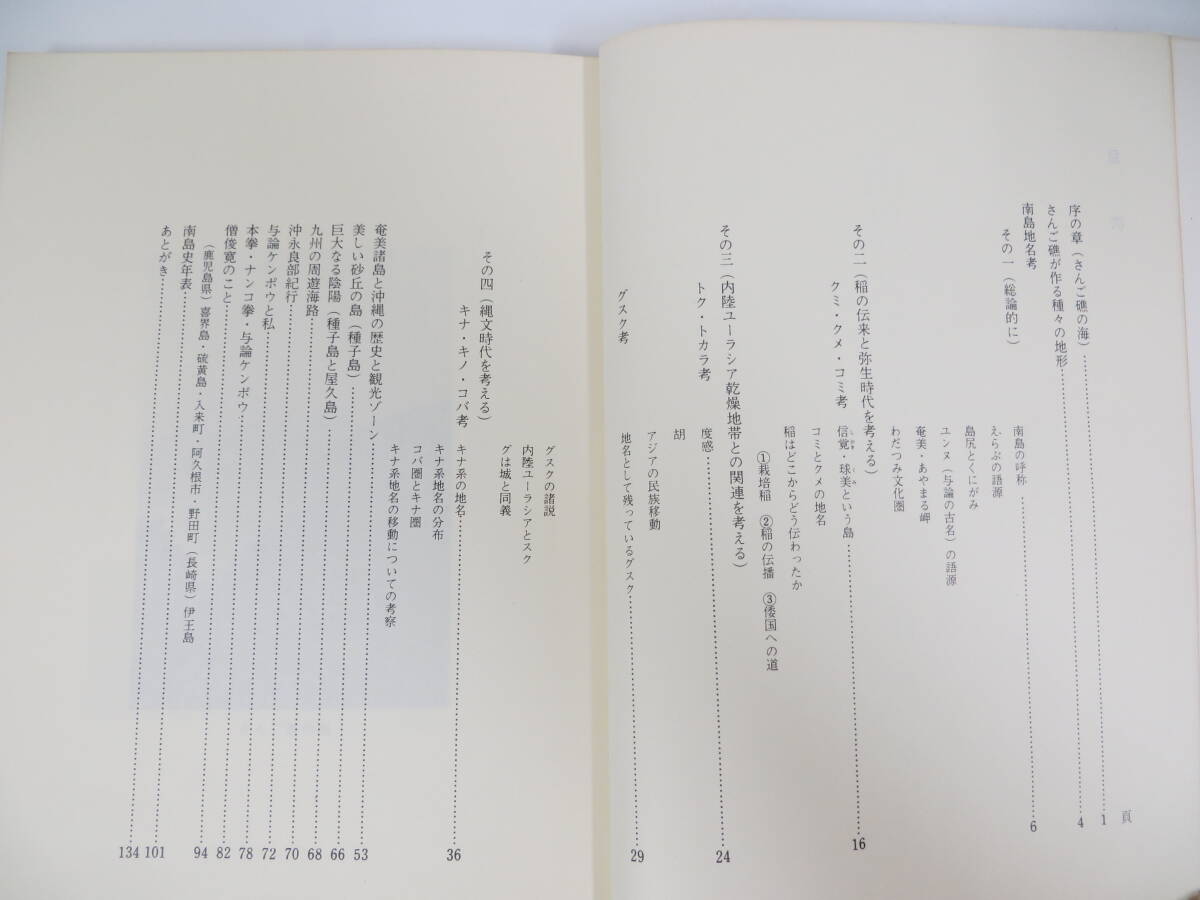 頁
序の章(さんご礁の海)……1
さんご礁が作る種々の地形……4
南島地名考
その一(総論的に)
南島の呼称……6
えらぶの語源
島尻とくにがみ
ユンヌ(与論の古名)の語源
奄美・あやまる岬
わだつみ文化圏
その二(稲の伝来と弥生時代を考える)
クミ・クメ・コミ考
信覚・球美という島……16
コミとクメの地名
稲はどこからどう伝わったか
①栽培稲 ②稲の伝播 ③倭国への道
その三(内陸ユーラシア乾燥地帯との関連を考える)
トク・トカラ考
度感……24
胡
アジアの民族移動
グスク考
地名として残っているグスク……29
グスクの諸説
内陸ユーラシアとスク
グは城と同義
その四(縄文時代を考える)
キナ・キノ・コバ考
キナ系の地名……36
キナ系地名の分布
コバ圏とキナ圏
キナ系地名の移動についての考察
奄美諸島と沖縄の歴史と観光ゾーン……53
美しい砂丘の島(種子島)……66
巨大なる陰陽(種子島と屋久島)……68
九州の周遊海路……70
沖永良部紀行……72
与論ケンポウと私……78
本拳・ナンコ拳・与論ケンポウ……82
僧俊寛のこと……94
(鹿児島県)喜界島・硫黄島・入来町・阿久根市・野田町(長崎県)伊王島
南島史年表……101
あとがき……134